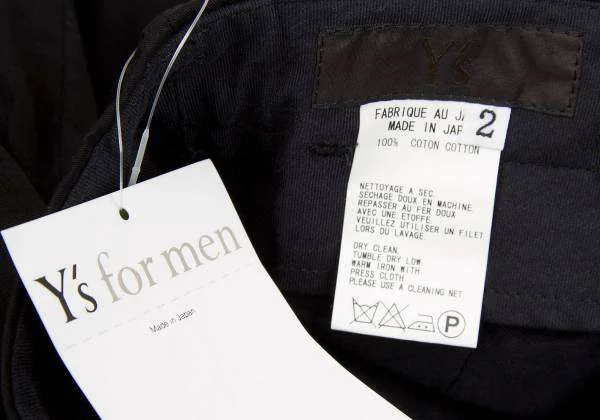 Y's
FABRIQUE AU JA
MADE IN JAP
2
100% COTON COTTON
NETTOYAGE A SEC
SECHAGE DOUX EN MACHINE
REPASSER AU FER DOUX
AVEC UNE ETOFFE
VEUILLEZ UTILISER UN FILET
LORS DU LAVAGE.
DRY CLEAN
TUMBLE DRY LOW
WARM IRON WITH
PRESS CLOTH
PLEASE USE A CLEANING NET
P
Y's for men
Made in Japan